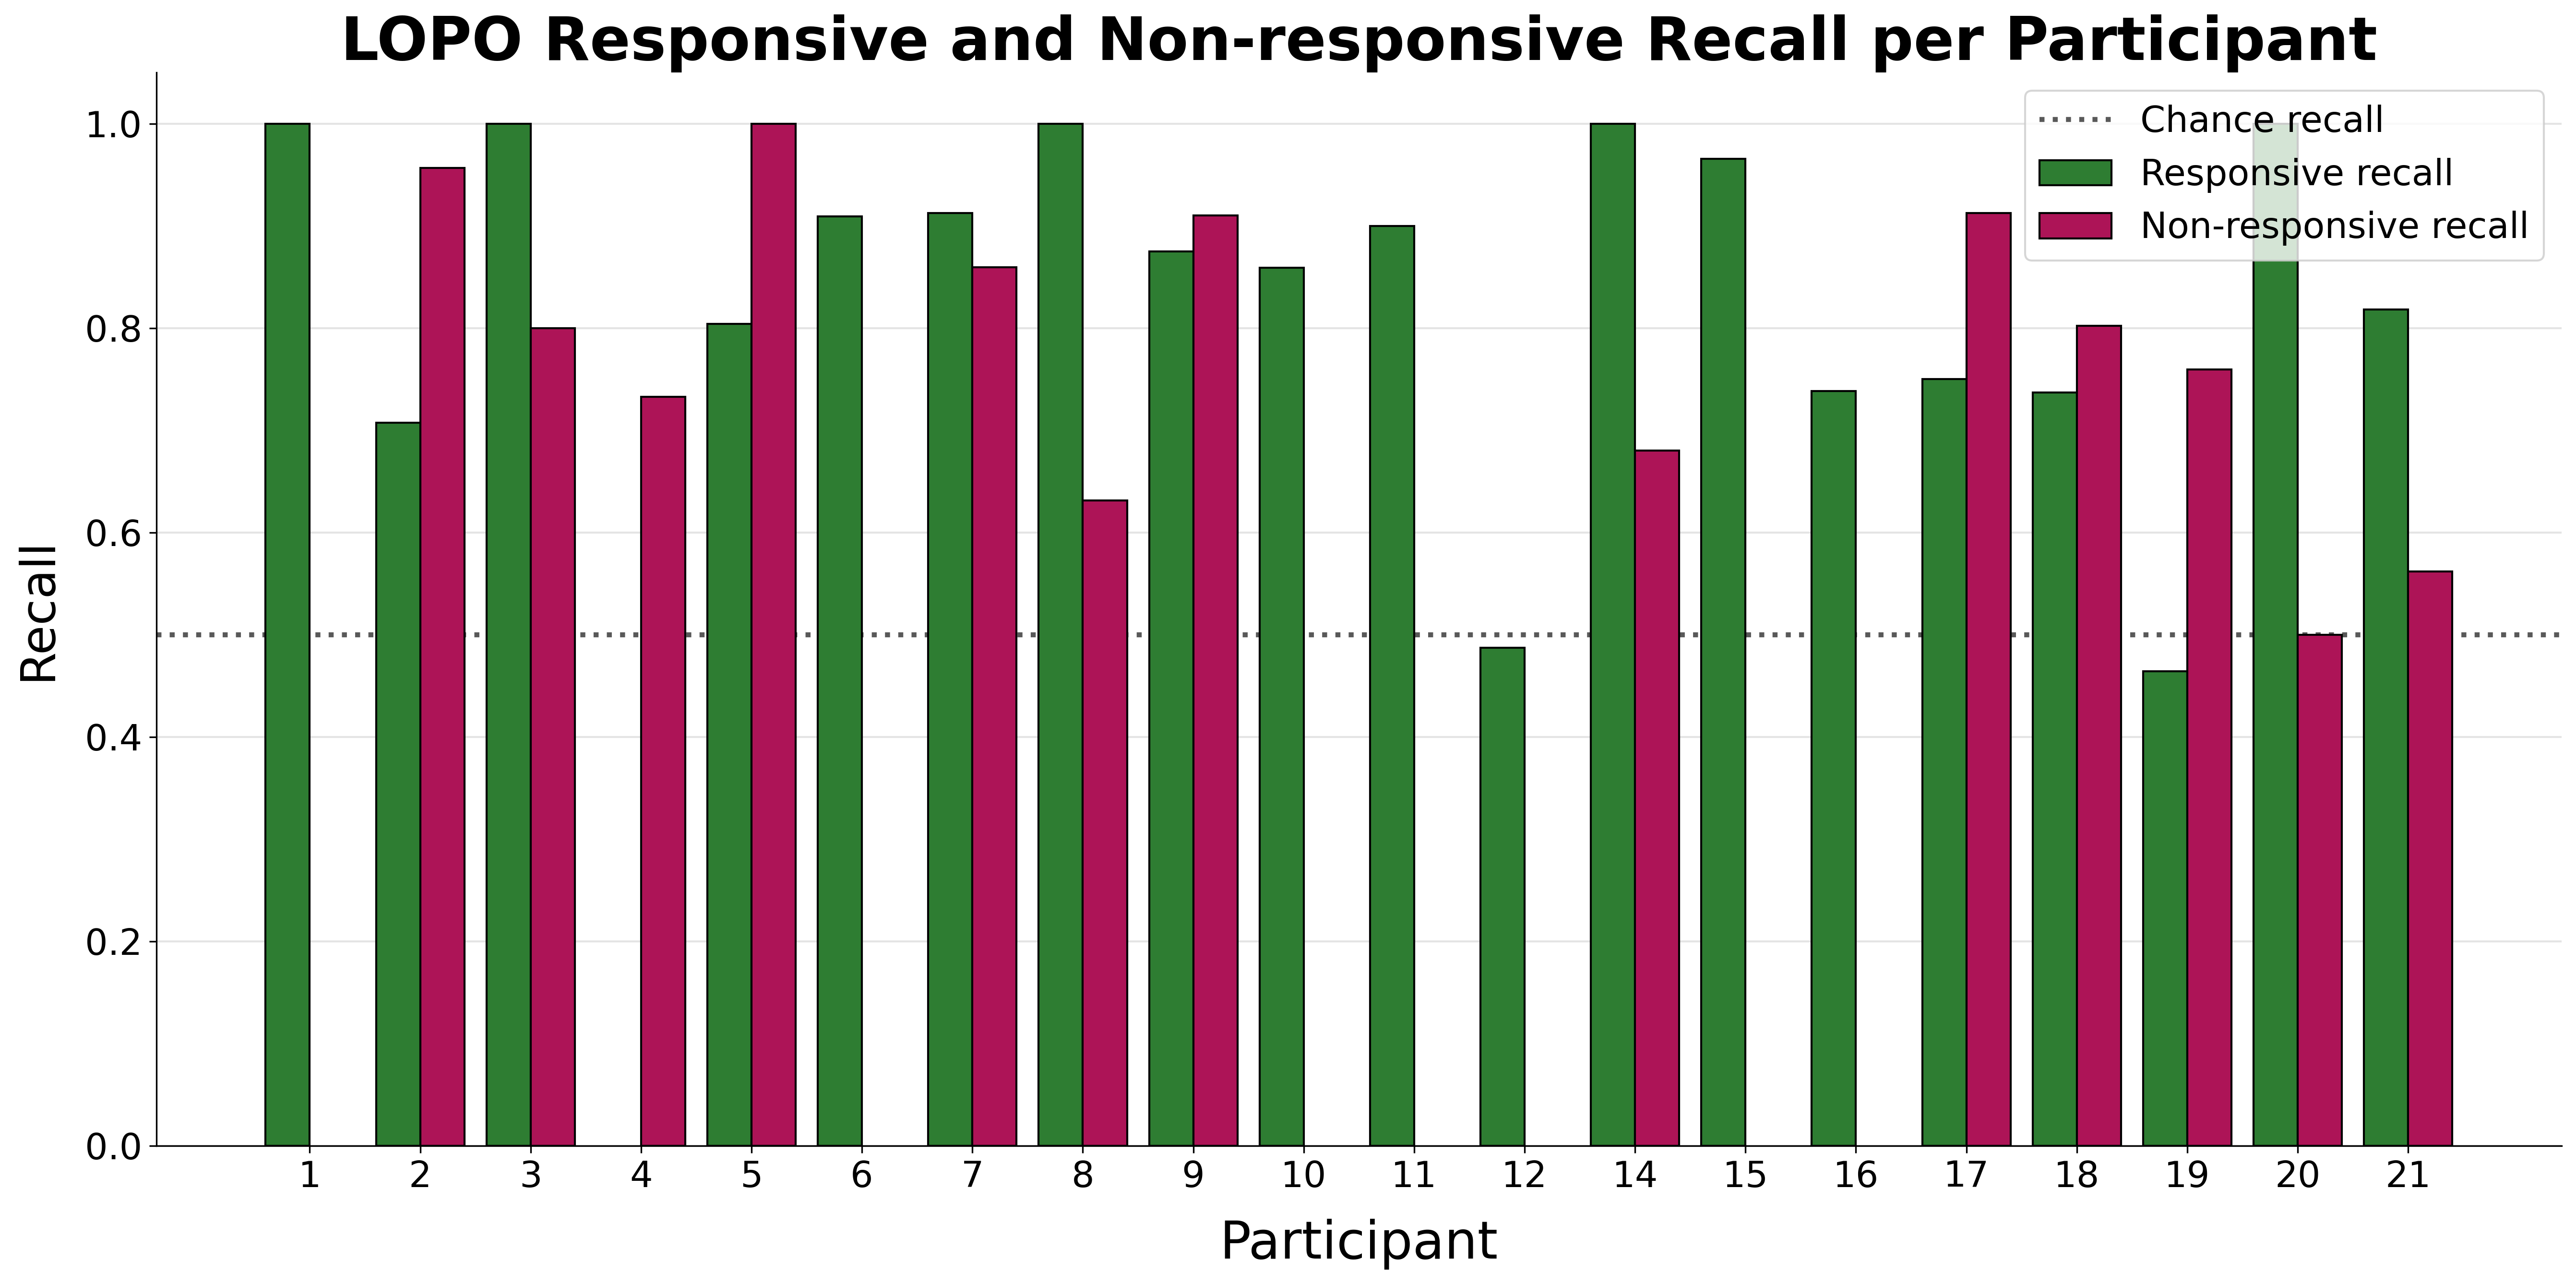 LOPO Responsive and Non-responsive Recall per Participant
Chance recall
Responsive recall
Non-responsive recall
1.0
0.8
0.6
0.4
0.2
0.0
Recall
1 2 3 4 5 6 7 8 9 10 11 12 14 15 16 17 18 19 20 21
Participant